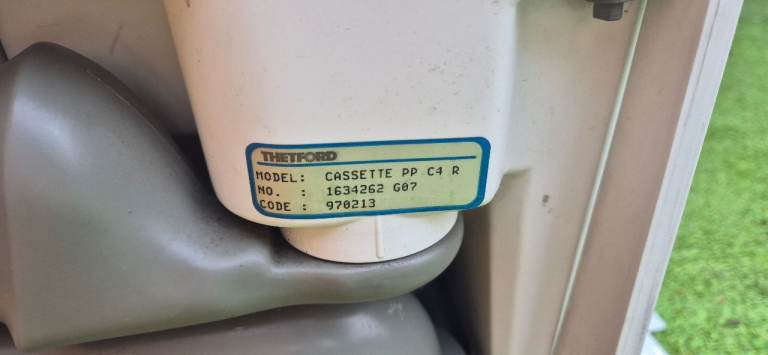 THETFORD
MODEL: CASSETTE PP C4 R
NO. : 1634262 G07
CODE : 970213